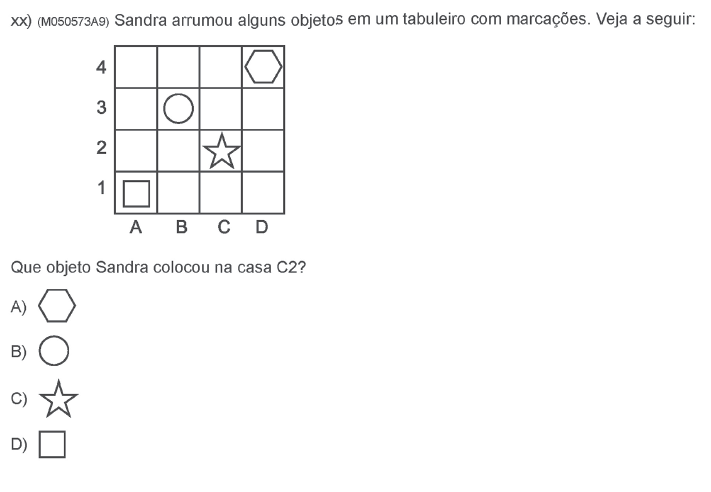 xx) (M050573A9) Sandra arrumou alguns objetos em um tabuleiro com marcações. Veja a seguir:
4
3
2
1
A B C D
Que objeto Sandra colocou na casa C2?
A)
B)
C)
D)